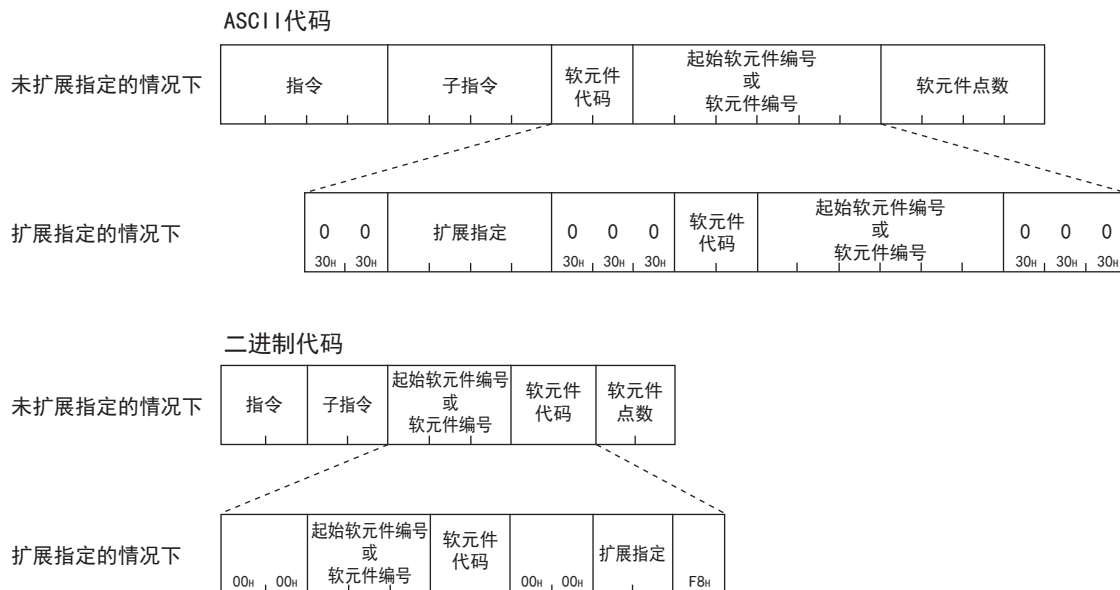 ASCII代码
未扩展指定的情况下
指令
子指令
软元件
代码
起始软元件编号
或
软元件编号
软元件点数
扩展指定的情况下
0 0
30H 30H
扩展指定
0 0 0
30H 30H 30H
软元件
代码
起始软元件编号
或
软元件编号
0 0 0
30H 30H 30H
二进制代码
未扩展指定的情况下
指令
子指令
起始软元件编号
或
软元件编号
软元件
代码
软元件
点数
扩展指定的情况下
00H 00H
起始软元件编号
或
软元件编号
软元件
代码
00H 00H
扩展指定
F8H